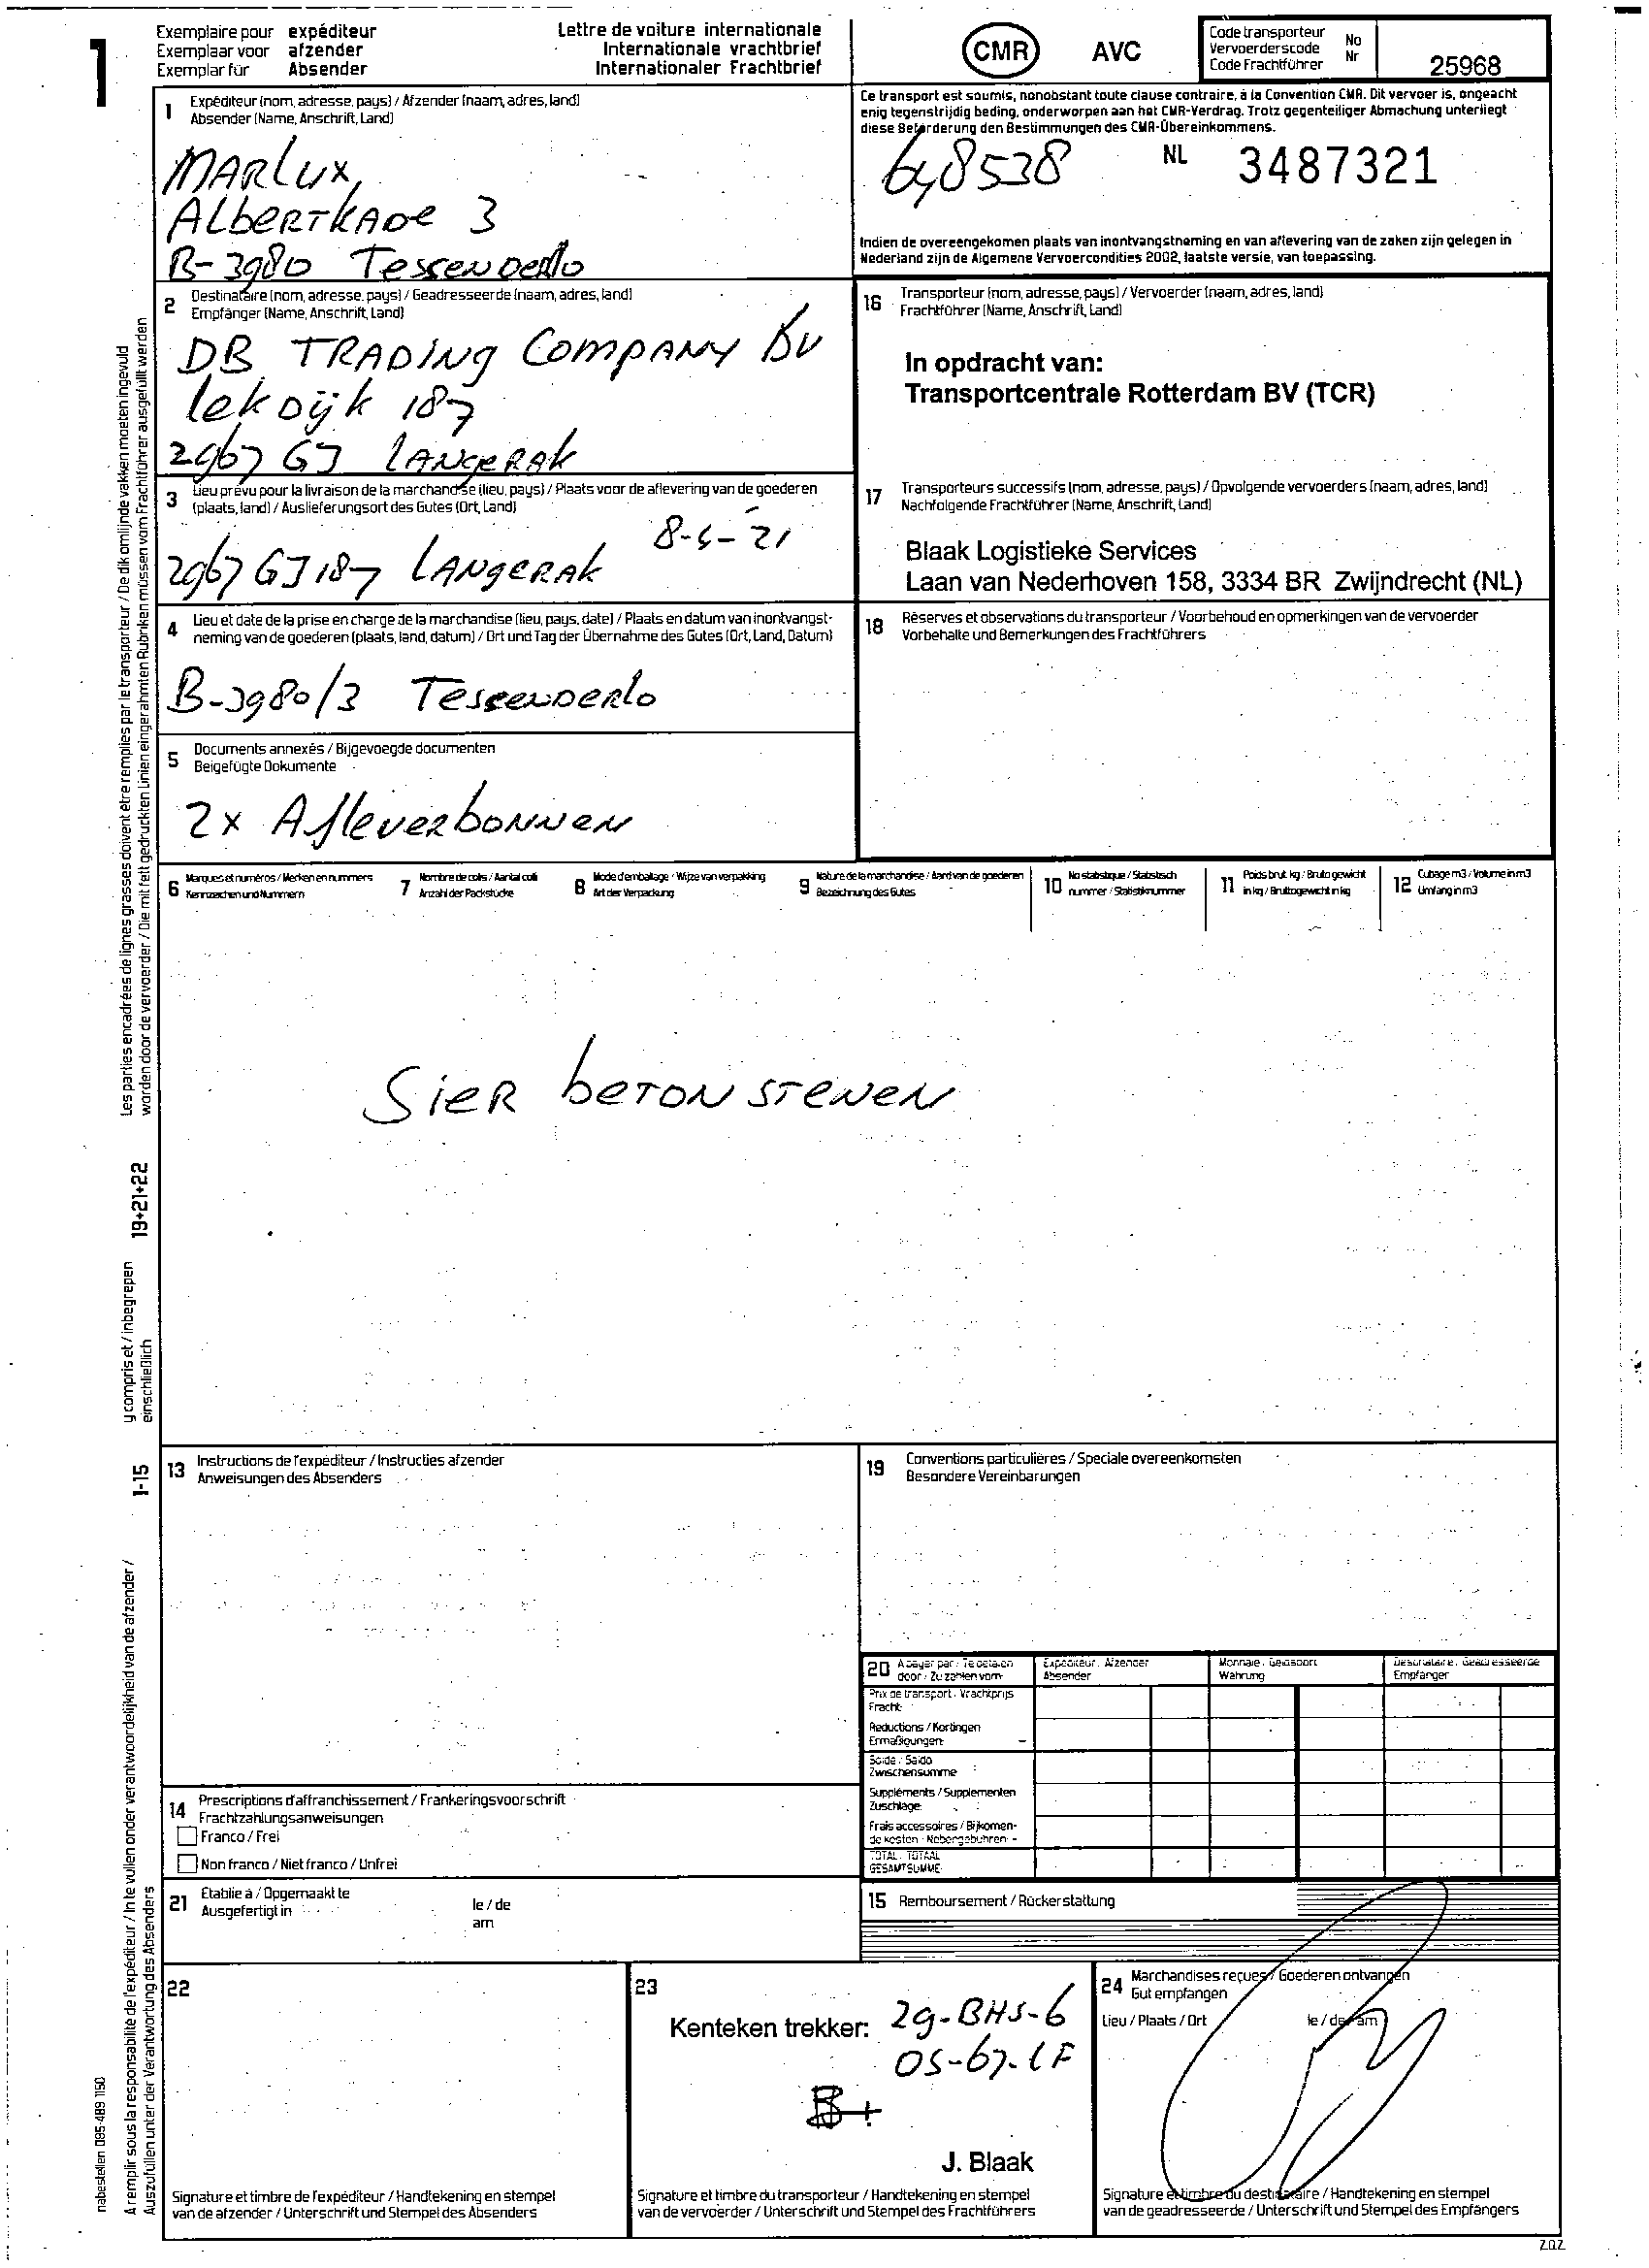 1
Exemplaire pour expéditeur
Exemplaar voor afzender
Exemplar für Absender
Lettre de voiture internationale
Internationale vrachtbrief
Internationaler Frachtbrief
CMR
AVC
Code transporteur
Vervoerderscode
Code Frachtführer
No
Nr
25968
1 Expéditeur (nom, adresse, pays) / Afzender (naam, adres, land)
Absender (Name, Anschrift, Land)
MARLUX
AlbERTKADE 3
B-3980 TessenDerlo
Ce transport est soumis, nonobstant toute clause contraire, à la Convention CMR. Dit vervoer is, ongeacht
enig tegenstrijdig beding, onderworpen aan het CMR-Verdrag. Trotz gegenteiliger Abmachung unterliegt
diese Beförderung den Bestimmungen des CMR-Übereinkommens.
648538
NL 3487321
Indien de overeengekomen plaats van inontvangstneming en van aflevering van de zaken zijn gelegen in
Nederland zijn de Algemene Vervoercondities 2002, laatste versie, van toepassing.
2 Destinataire (nom, adresse, pays) / Geadresseerde (naam, adres, land)
Empfänger (Name, Anschrift, Land)
DB TRADING COMPANY BV
lekDijk 187
2967 GJ LANGERAK
16 Transporteur (nom, adresse, pays) / Vervoerder (naam, adres, land)
Frachtführer (Name, Anschrift, Land)
In opdracht van:
Transportcentrale Rotterdam BV (TCR)
3 Lieu prévu pour la livraison de la marchandise (lieu, pays) / Plaats voor de aflevering van de goederen
(plaats, land) / Auslieferungsort des Gutes (Ort, Land)
2967 GJ 187 LANGERAK
17 Transporteurs successifs (nom, adresse, pays) / Opvolgende vervoerders (naam, adres, land)
Nachfolgende Frachtführer (Name, Anschrift, Land)
Blaak Logistieke Services
Laan van Nederhoven 158, 3334 BR Zwijndrecht (NL)
4 Lieu et date de la prise en charge de la marchandise (lieu, pays, date) / Plaats en datum van inontvangst-
neming van de goederen (plaats, land, datum) / Ort und Tag der Übernahme des Gutes (Ort, Land, Datum)
B-3980/3 TessenDerlo
18 Réserves et observations du transporteur / Voorbehoud en opmerkingen van de vervoerder
Vorbehalte und Bemerkungen des Frachtführers
5 Documents annexés / Bijgevoegde documenten
Beigefügte Dokumente
2x Afleverbonnen
6 Marques et numéros / Merken en nummers
Kennzeichen und Nummern
7 Nombre de colis / Aantal colli
Anzahl der Packstücke
8 Mode d'emballage / Wijze van verpakking
Art der Verpackung
9 Nature de la marchandise / Aard van de goederen
Bezeichnung des Gutes
10 No statistique / Statistisch
nummer / Statistiknummer
11 Poids brut kg / Bruto gewicht
in kg / Bruttogewicht in kg
12 Cubage m3 / Volume in m3
Umfang in m3
SIER BETONSTENEN
13 Instructions de l'expéditeur / Instructies afzender
Anweisungen des Absenders
19 Conventions particulières / Speciale overeenkomsten
Besondere Vereinbarungen
20 A payer par / Te betalen
door / Zu zahlen vom
Expéditeur / Afzender
Absender
Monnaie / Geldsoort
Währung
Destinataire / Geadresseerde
Empfänger
Prix de transport / Vrachtprijs
Fracht
Reductions / Kortingen
Ermäßigungen –
Solde / Saldo
Zwischensumme
Suppléments / Supplementen
Zuschläge
Frais accessoires / Bijkomen-
de kosten / Nebengebühren
TOTAL / TOTAAL
GESAMTSUMME
14 Prescriptions d'affranchissement / Frankeringsvoorschrift
Frachtzahlungsanweisungen
Franco / Frei
Non franco / Niet franco / Unfrei
21 Etablie à / Opgemaakt te
Ausgefertigt in
le / de
am
15 Remboursement / Rückerstattung
22
Signature et timbre de l'expéditeur / Handtekening en stempel
van de afzender / Unterschrift und Stempel des Absenders
23
Kenteken trekker: 29-BHS-6
OS-67-LF
J. Blaak
Signature et timbre du transporteur / Handtekening en stempel
van de vervoerder / Unterschrift und Stempel des Frachtführers
24 Marchandises reçues / Goederen ontvangen
Gut empfangen
Lieu / Plaats / Ort
le / de / am
Signature et timbre du destinataire / Handtekening en stempel
van de geadresseerde / Unterschrift und Stempel des Empfängers
Z.O.Z.
Les parties encadrées de lignes grasses doivent être remplies par le transporteur / De dik omlijnde vakken moeten ingevuld
worden door de vervoerder / Die mit fett gedruckten Linien eingerahmten Rubriken müssen vom Frachtführer ausgefüllt werden
19+21+22
y compris et / inbegrepen
einschließlich
1-15
A remplir sous la responsabilité de l'expéditeur / In te vullen onder verantwoordelijkheid van de afzender /
Auszufüllen unter der Verantwortung des Absenders
nabestellen 085-489 1150